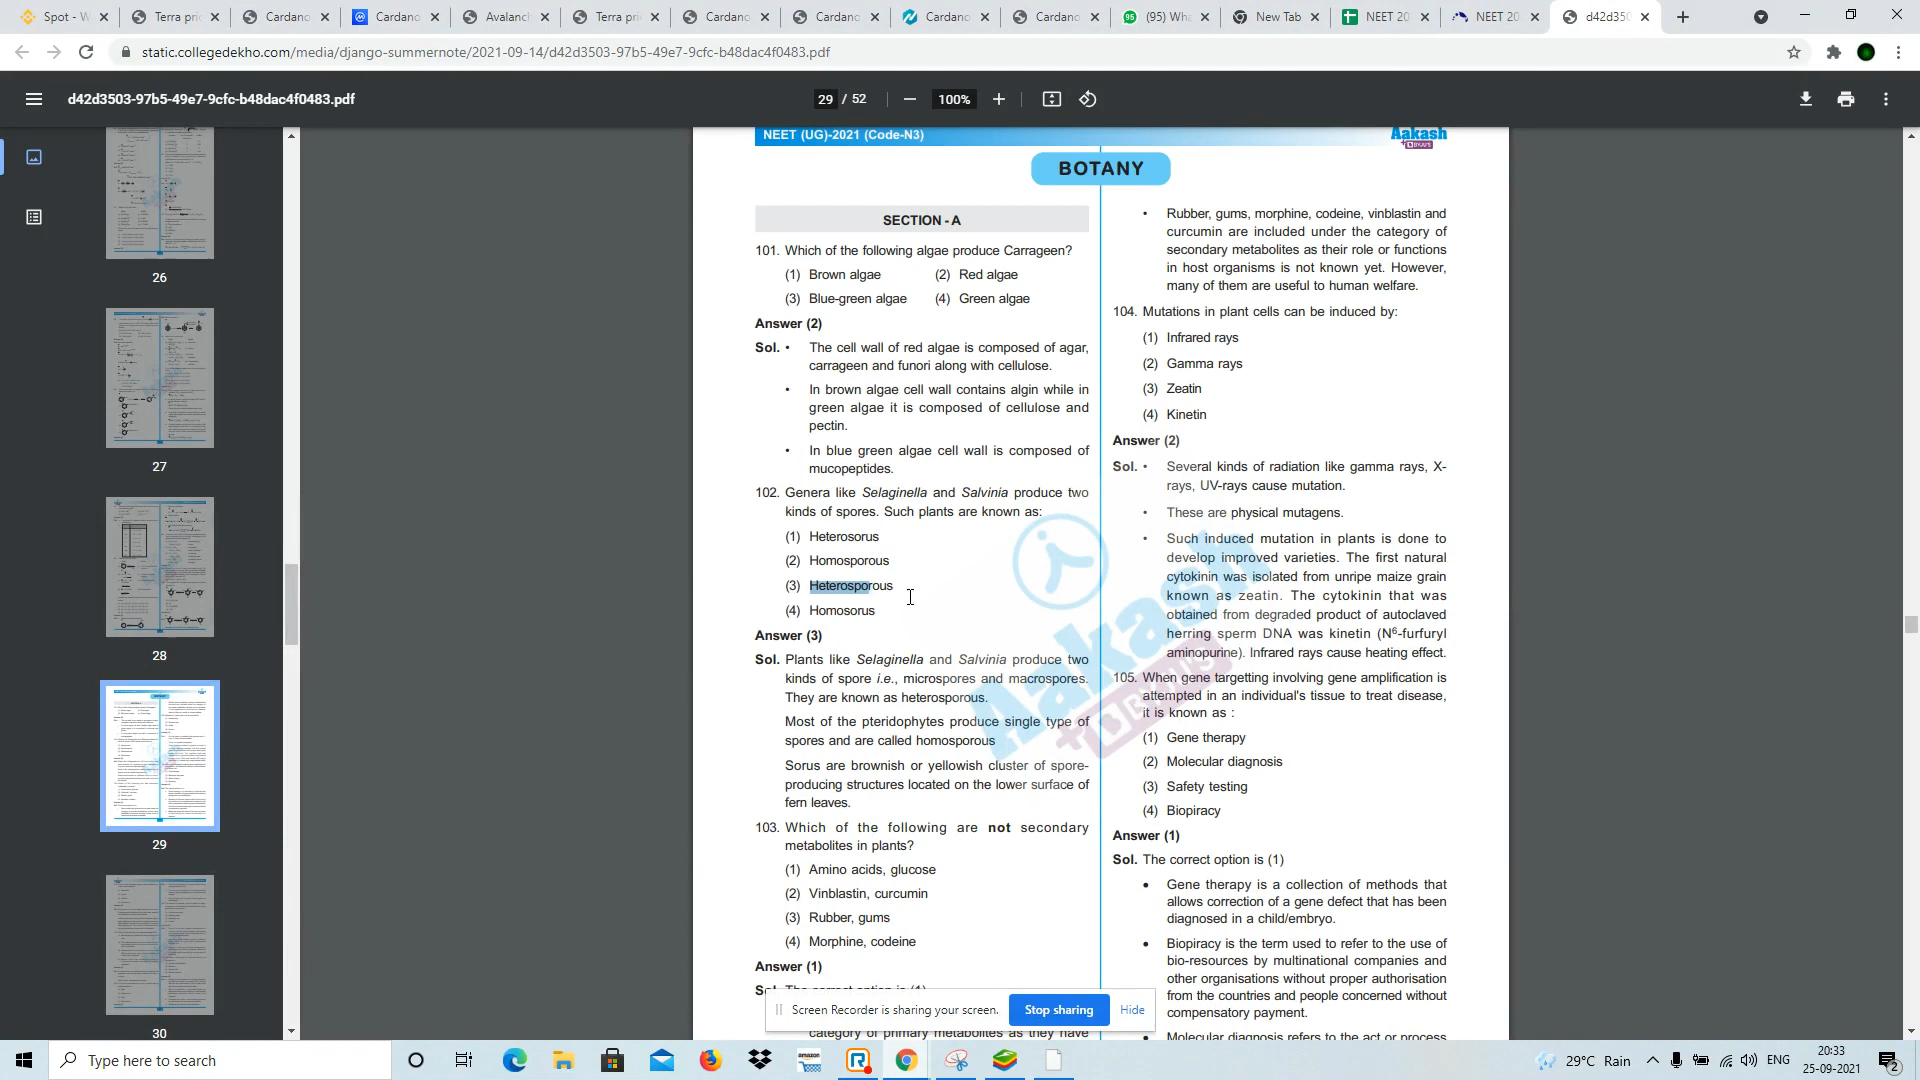 Spot - W
Terra pri
Cardano
Cardano
Avalanch
Terra pri
Cardano
Cardano
Cardano
Cardano
(95) Wha
New Tab
NEET 20
NEET 20
d42d350
static.collegedekho.com/media/django-summernote/2021-09-14/d42d3503-97b5-49e7-9cfc-b48dac4f0483.pdf
d42d3503-97b5-49e7-9cfc-b48dac4f0483.pdf
29 / 52
100%
26
27
28
29
30
NEET (UG)-2021 (Code-N3)
Aakash
+BYJU'S
BOTANY
SECTION - A
101. Which of the following algae produce Carrageen?
(1) Brown algae (2) Red algae
(3) Blue-green algae (4) Green algae
Answer (2)
Sol. • The cell wall of red algae is composed of agar,
carrageen and funori along with cellulose.
• In brown algae cell wall contains algin while in
green algae it is composed of cellulose and
pectin.
• In blue green algae cell wall is composed of
mucopeptides.
102. Genera like Selaginella and Salvinia produce two
kinds of spores. Such plants are known as:
(1) Heterosorus
(2) Homosporous
(3) Heterosporous
(4) Homosorus
Answer (3)
Sol. Plants like Selaginella and Salvinia produce two
kinds of spore i.e., microspores and macrospores.
They are known as heterosporous.
Most of the pteridophytes produce single type of
spores and are called homosporous
Sorus are brownish or yellowish cluster of spore-
producing structures located on the lower surface of
fern leaves.
103. Which of the following are not secondary
metabolites in plants?
(1) Amino acids, glucose
(2) Vinblastin, curcumin
(3) Rubber, gums
(4) Morphine, codeine
Answer (1)
category of primary metabolites as they have
• Rubber, gums, morphine, codeine, vinblastin and
curcumin are included under the category of
secondary metabolites as their role or functions
in host organisms is not known yet. However,
many of them are useful to human welfare.
104. Mutations in plant cells can be induced by:
(1) Infrared rays
(2) Gamma rays
(3) Zeatin
(4) Kinetin
Answer (2)
Sol. • Several kinds of radiation like gamma rays, X-
rays, UV-rays cause mutation.
• These are physical mutagens.
• Such induced mutation in plants is done to
develop improved varieties. The first natural
cytokinin was isolated from unripe maize grain
known as zeatin. The cytokinin that was
obtained from degraded product of autoclaved
herring sperm DNA was kinetin (N6-furfuryl
aminopurine). Infrared rays cause heating effect.
105. When gene targetting involving gene amplification is
attempted in an individual's tissue to treat disease,
it is known as :
(1) Gene therapy
(2) Molecular diagnosis
(3) Safety testing
(4) Biopiracy
Answer (1)
Sol. The correct option is (1)
• Gene therapy is a collection of methods that
allows correction of a gene defect that has been
diagnosed in a child/embryo.
• Biopiracy is the term used to refer to the use of
bio-resources by multinational companies and
other organisations without proper authorisation
from the countries and people concerned without
compensatory payment.
• Molecular diagnosis refers to the act or process
Aakash
+BYJU'S
Screen Recorder is sharing your screen.
Stop sharing
Hide
Type here to search
amazon
29°C Rain
ENG
20:33
25-09-2021
2